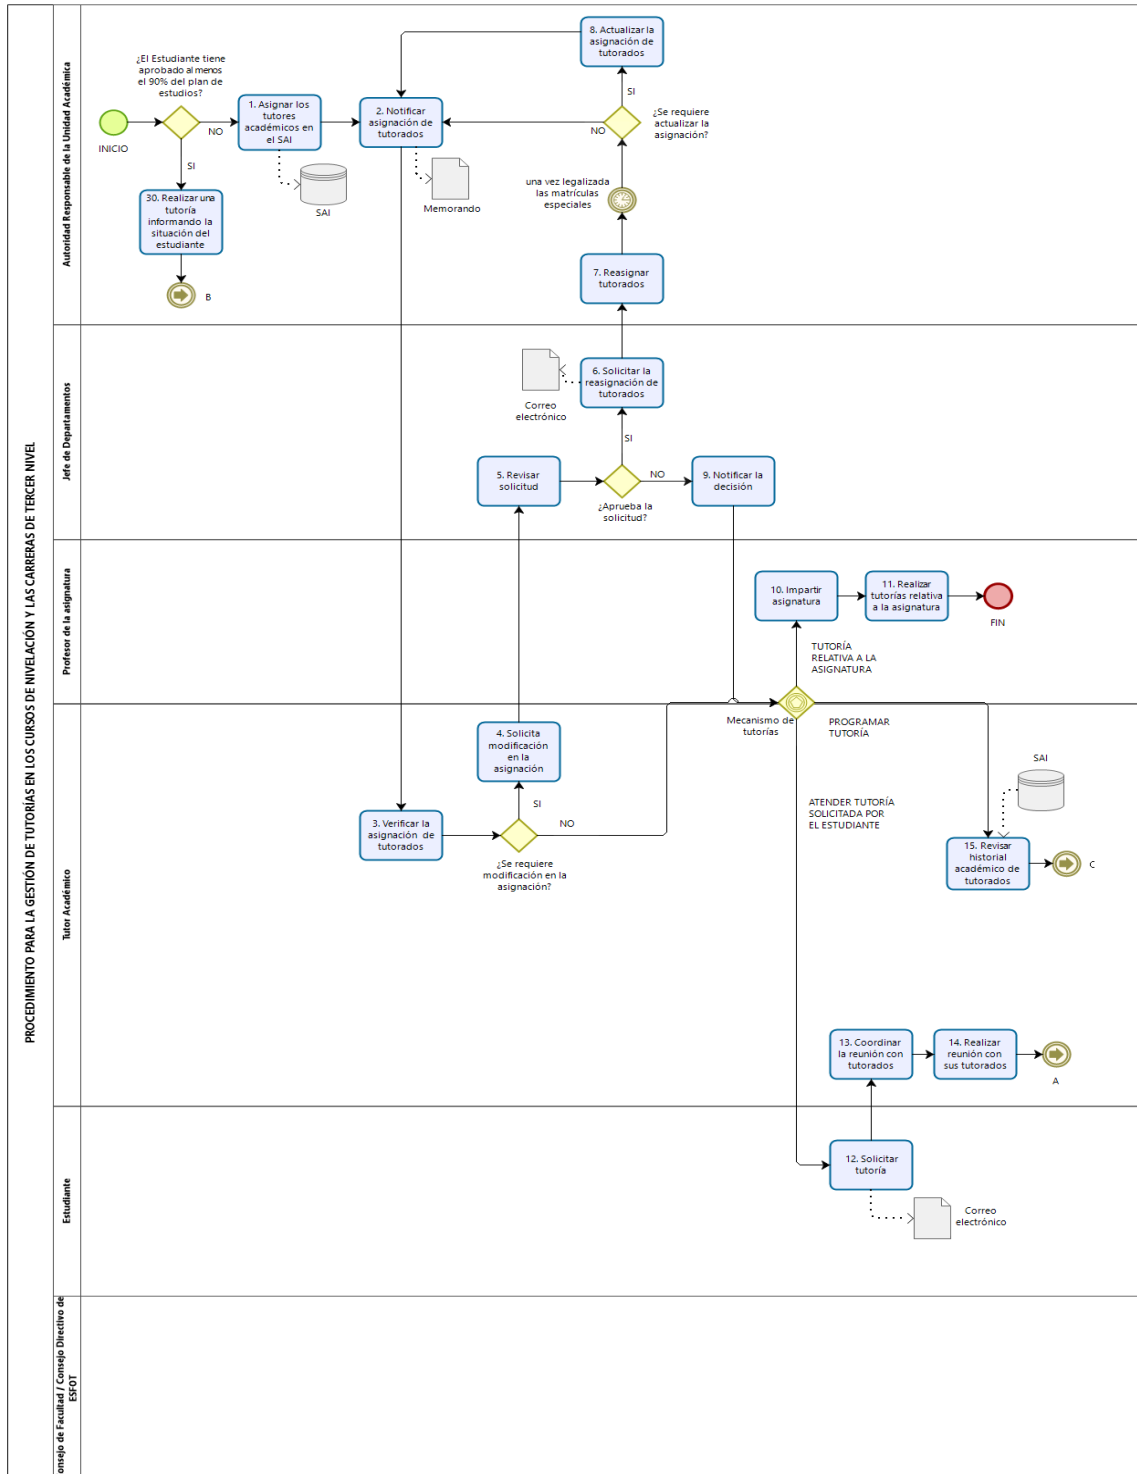 PROCEDIMIENTO PARA LA GESTIÓN DE TUTORÍAS EN LOS CURSOS DE NIVELACIÓN Y LAS CARRERAS DE TERCER NIVEL
Autoridad Responsable de la Unidad Académica
INICIO
¿El Estudiante tiene
aprobado al menos
el 90% del plan de
estudios?
NO
SI
1. Asignar los
tutores
académicos en
el SAI
SAI
30. Realizar una
tutoría
informando la
situación del
estudiante
B
2. Notificar
asignación de
tutorados
Memorando
8. Actualizar la
asignación de
tutorados
SI
¿Se requiere
actualizar la
asignación?
NO
una vez legalizada
las matrículas
especiales
7. Reasignar
tutorados
Jefe de Departamentos
6. Solicitar la
reasignación de
tutorados
Correo
electrónico
SI
5. Revisar
solicitud
¿Aprueba la
solicitud?
NO
9. Notificar la
decisión
Profesor de la asignatura
10. Impartir
asignatura
11. Realizar
tutorías relativa
a la asignatura
FIN
TUTORÍA
RELATIVA A LA
ASIGNATURA
Tutor Académico
Mecanismo de
tutorías
PROGRAMAR
TUTORÍA
4. Solicita
modificación
en la
asignación
SI
3. Verificar la
asignación de
tutorados
¿Se requiere
modificación en la
asignación?
NO
ATENDER TUTORÍA
SOLICITADA POR
EL ESTUDIANTE
SAI
15. Revisar
historial
académico de
tutorados
C
13. Coordinar
la reunión con
tutorados
14. Realizar
reunión con
sus tutorados
A
Estudiante
12. Solicitar
tutoría
Correo
electrónico
onsejo de Facultad / Consejo Directivo de
ESFOT